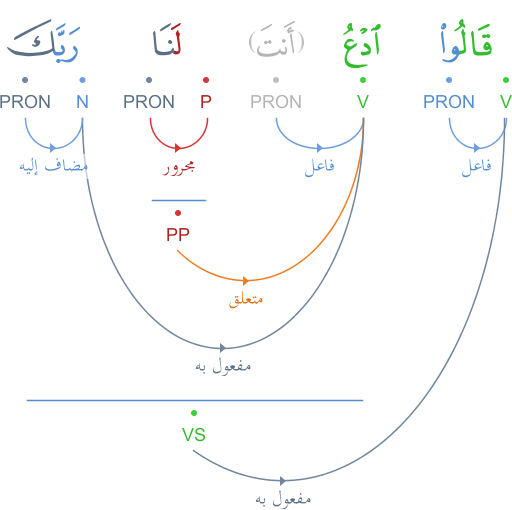 قَالُوا۟ ٱدْعُ (أَنتَ) لَنَا رَبَّكَ
V PRON V PRON P PRON N PRON
فاعل فاعل مجرور مضاف إليه
PP
متعلق
مفعول به
VS
مفعول به